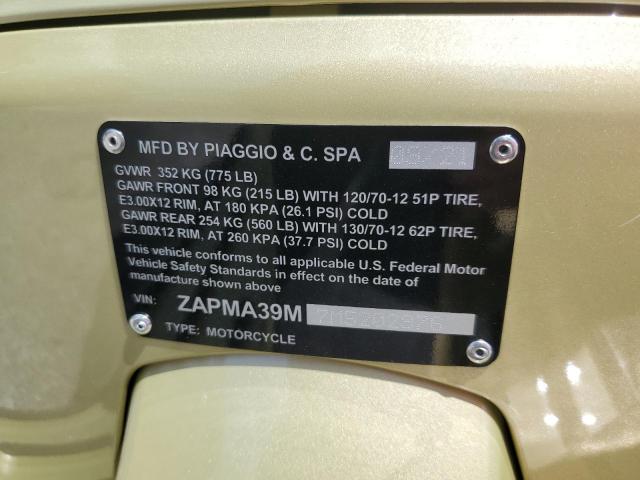 MFD BY PIAGGIO & C. SPA 05/21
GVWR 352 KG (775 LB)
GAWR FRONT 98 KG (215 LB) WITH 120/70-12 51P TIRE,
E3.00X12 RIM, AT 180 KPA (26.1 PSI) COLD
GAWR REAR 254 KG (560 LB) WITH 130/70-12 62P TIRE,
E3.00X12 RIM, AT 260 KPA (37.7 PSI) COLD
This vehicle conforms to all applicable U.S. Federal Motor
Vehicle Safety Standards in effect on the date of
manufacture shown above
VIN: ZAPMA39M
TYPE: MOTORCYCLE